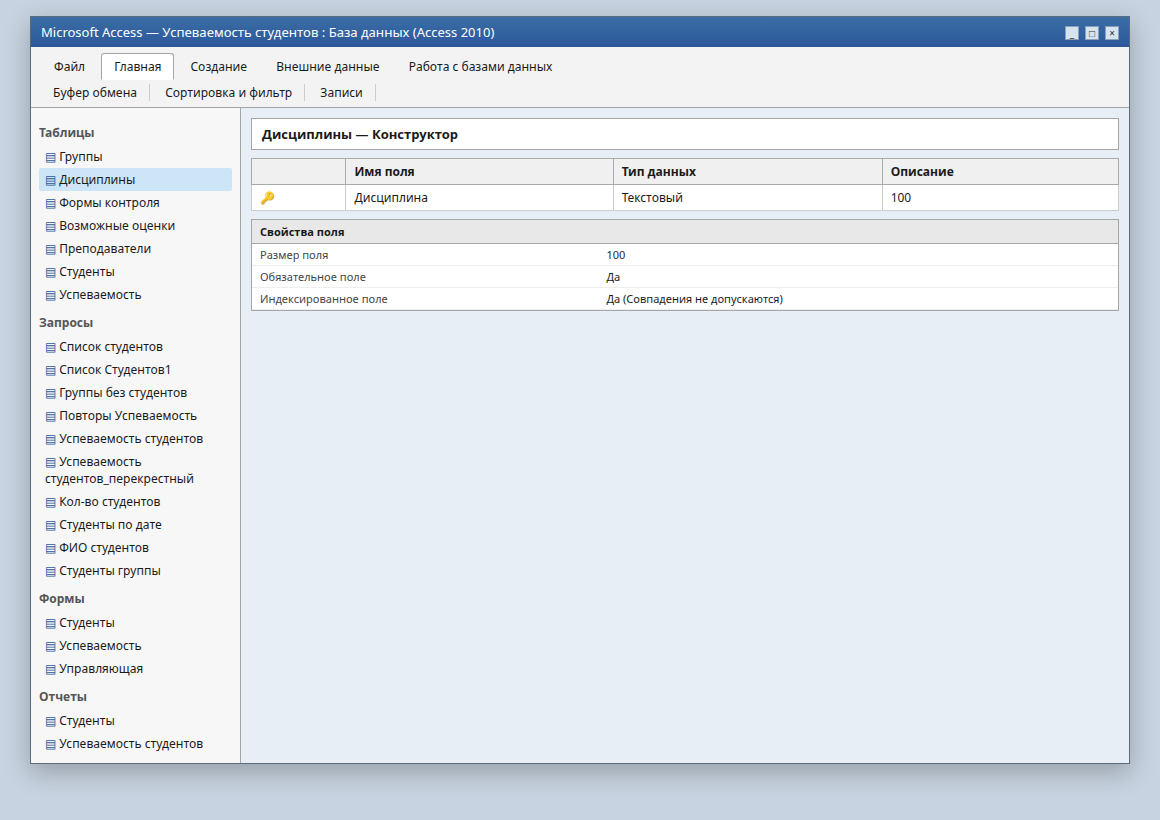 Microsoft Access — Успеваемость студентов : База данных (Access 2010)
Файл Главная Создание Внешние данные Работа с базами данных
Буфер обмена Сортировка и фильтр Записи
Таблицы
Группы
Дисциплины
Формы контроля
Возможные оценки
Преподаватели
Студенты
Успеваемость
Запросы
Список студентов
Список Студентов1
Группы без студентов
Повторы Успеваемость
Успеваемость студентов
Успеваемость
студентов_перекрестный
Кол-во студентов
Студенты по дате
ФИО студентов
Студенты группы
Формы
Студенты
Успеваемость
Управляющая
Отчеты
Студенты
Успеваемость студентов
Дисциплины — Конструктор
Имя поля Тип данных Описание
Дисциплина Текстовый 100
Свойства поля
Размер поля 100
Обязательное поле Да
Индексированное поле Да (Совпадения не допускаются)